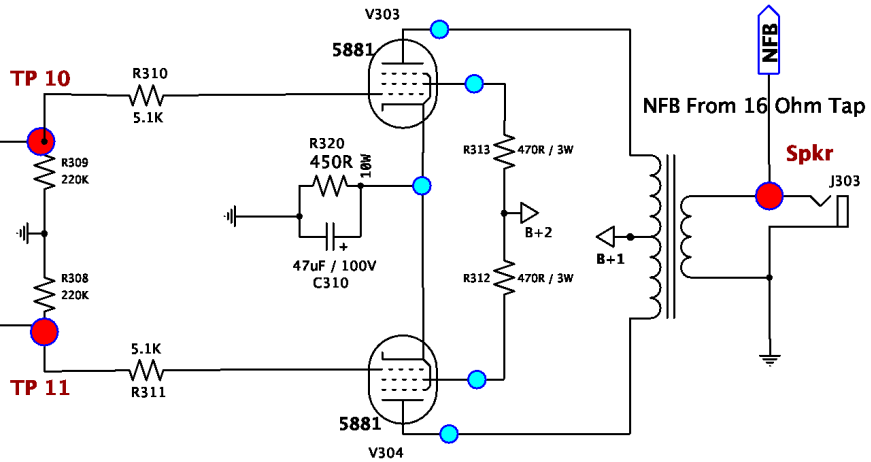 V303
5881
NFB
TP 10
R310
5.1K
NFB From 16 Ohm Tap
R309
220K
R320
450R
10W
R313
470R / 3W
Spkr
J303
B+2
B+1
+
47uF / 100V
C310
R308
220K
R312
470R / 3W
TP 11
5.1K
R311
5881
V304